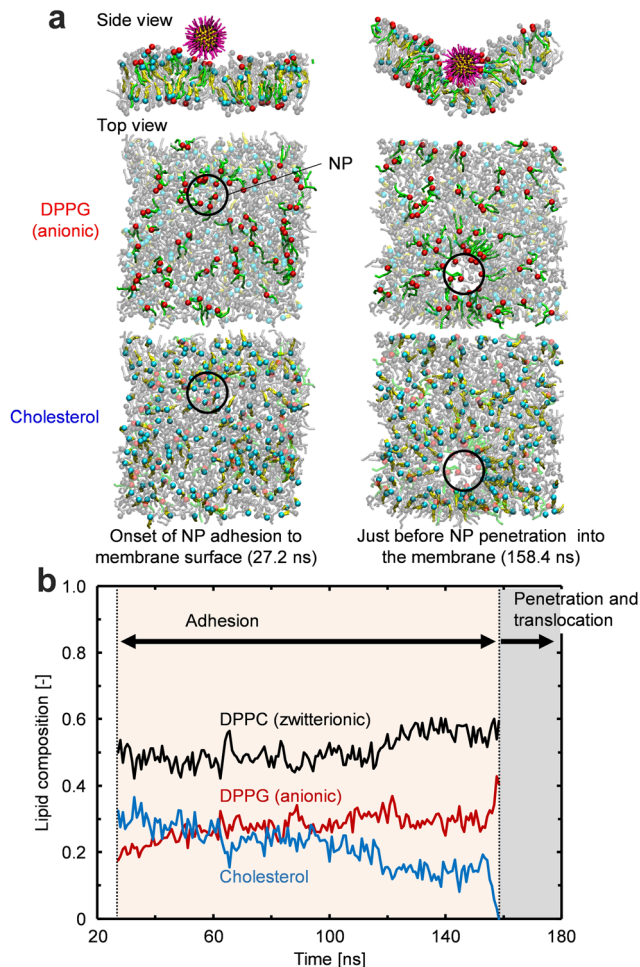 a
Side view
Top view
NP
DPPG
(anionic)
Cholesterol
Onset of NP adhesion to
membrane surface (27.2 ns)
Just before NP penetration into
the membrane (158.4 ns)
b
1.0
0.8
0.6
0.4
0.2
0
Lipid composition [-]
Adhesion
Penetration and
translocation
DPPC (zwitterionic)
DPPG (anionic)
Cholesterol
20
60
100
140
180
Time [ns]